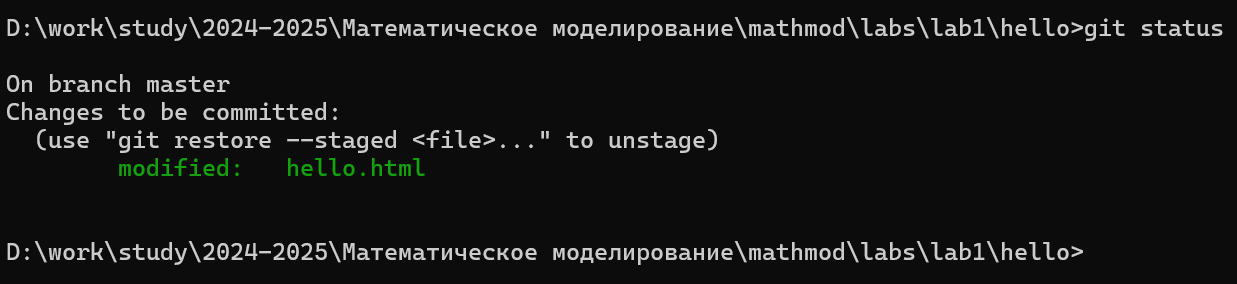 D:\work\study\2024-2025\Математическое моделирование\mathmod\labs\lab1\hello>git status
On branch master
Changes to be committed:
  (use "git restore --staged <file>..." to unstage)
        modified:   hello.html
D:\work\study\2024-2025\Математическое моделирование\mathmod\labs\lab1\hello>